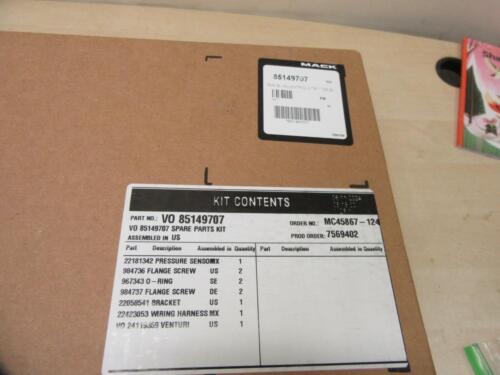 MACK
85149707
KIT CONTENTS
PART NO.: VO 85149707
ORDER NO.: MC45867-124
VO 85149707 SPARE PARTS KIT
PROD ORDER: 7569402
ASSEMBLED IN US
Part Description Assembled in Quantity Part Description Assembled in Quantity
22181342 PRESSURE SENSOMX 1
984736 FLANGE SCREW US 2
967343 O-RING SE 2
984737 FLANGE SCREW DE 2
22058541 BRACKET US 1
22423053 WIRING HARNESS MX 1
VO 24119359 VENTURI US 1